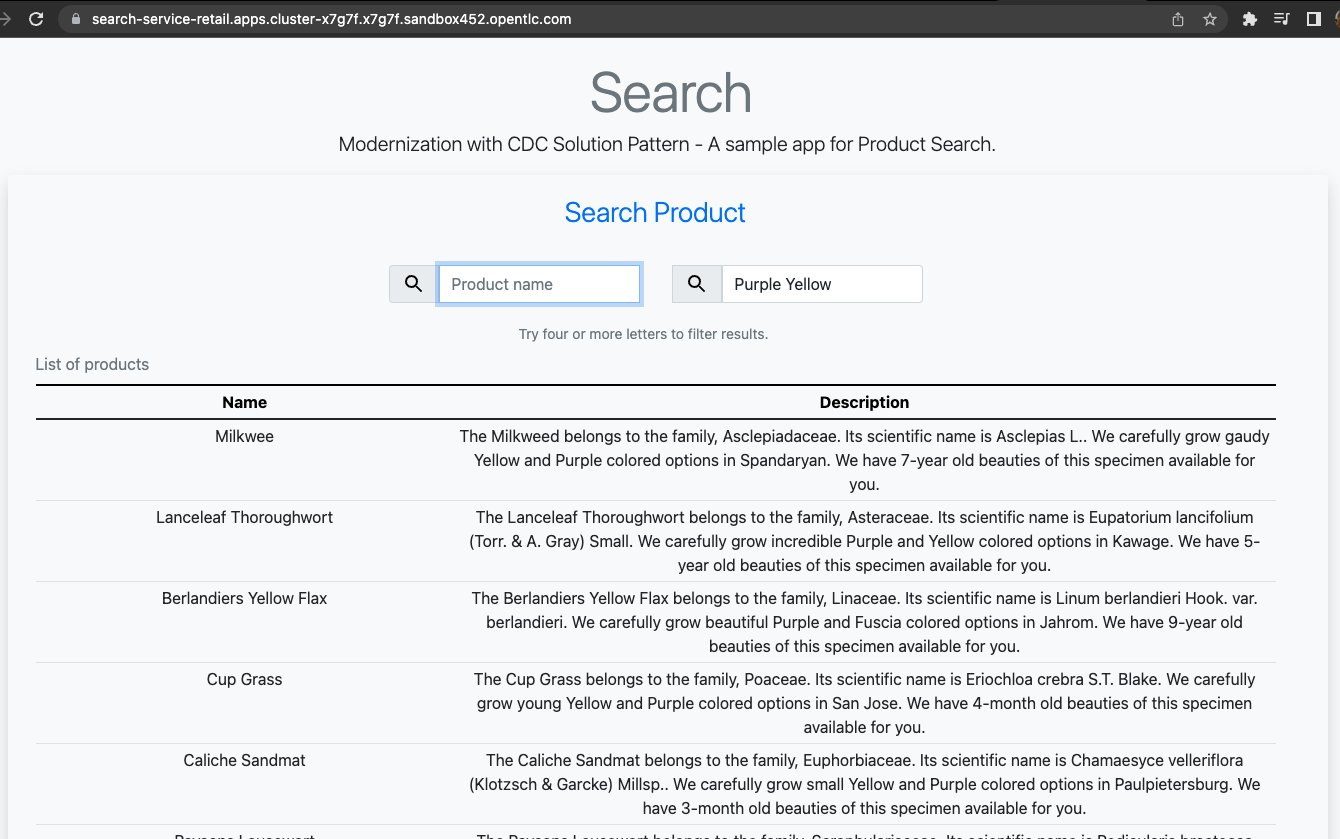 search-service-retail.apps.cluster-x7g7f.x7g7f.sandbox452.opentlc.com
Search
Modernization with CDC Solution Pattern - A sample app for Product Search.
Search Product
Product name
Purple Yellow
Try four or more letters to filter results.
List of products
Name Description
Milkwee The Milkweed belongs to the family, Asclepiadaceae. Its scientific name is Asclepias L.. We carefully grow gaudy
Yellow and Purple colored options in Spandaryan. We have 7-year old beauties of this specimen available for
you.
Lanceleaf Thoroughwort The Lanceleaf Thoroughwort belongs to the family, Asteraceae. Its scientific name is Eupatorium lancifolium
(Torr. & A. Gray) Small. We carefully grow incredible Purple and Yellow colored options in Kawage. We have 5-
year old beauties of this specimen available for you.
Berlandiers Yellow Flax The Berlandiers Yellow Flax belongs to the family, Linaceae. Its scientific name is Linum berlandieri Hook. var.
berlandieri. We carefully grow beautiful Purple and Fuscia colored options in Jahrom. We have 9-year old
beauties of this specimen available for you.
Cup Grass The Cup Grass belongs to the family, Poaceae. Its scientific name is Eriochloa crebra S.T. Blake. We carefully
grow young Yellow and Purple colored options in San Jose. We have 4-month old beauties of this specimen
available for you.
Caliche Sandmat The Caliche Sandmat belongs to the family, Euphorbiaceae. Its scientific name is Chamaesyce velleriflora
(Klotzsch & Garcke) Millsp.. We carefully grow small Yellow and Purple colored options in Paulpietersburg. We
have 3-month old beauties of this specimen available for you.